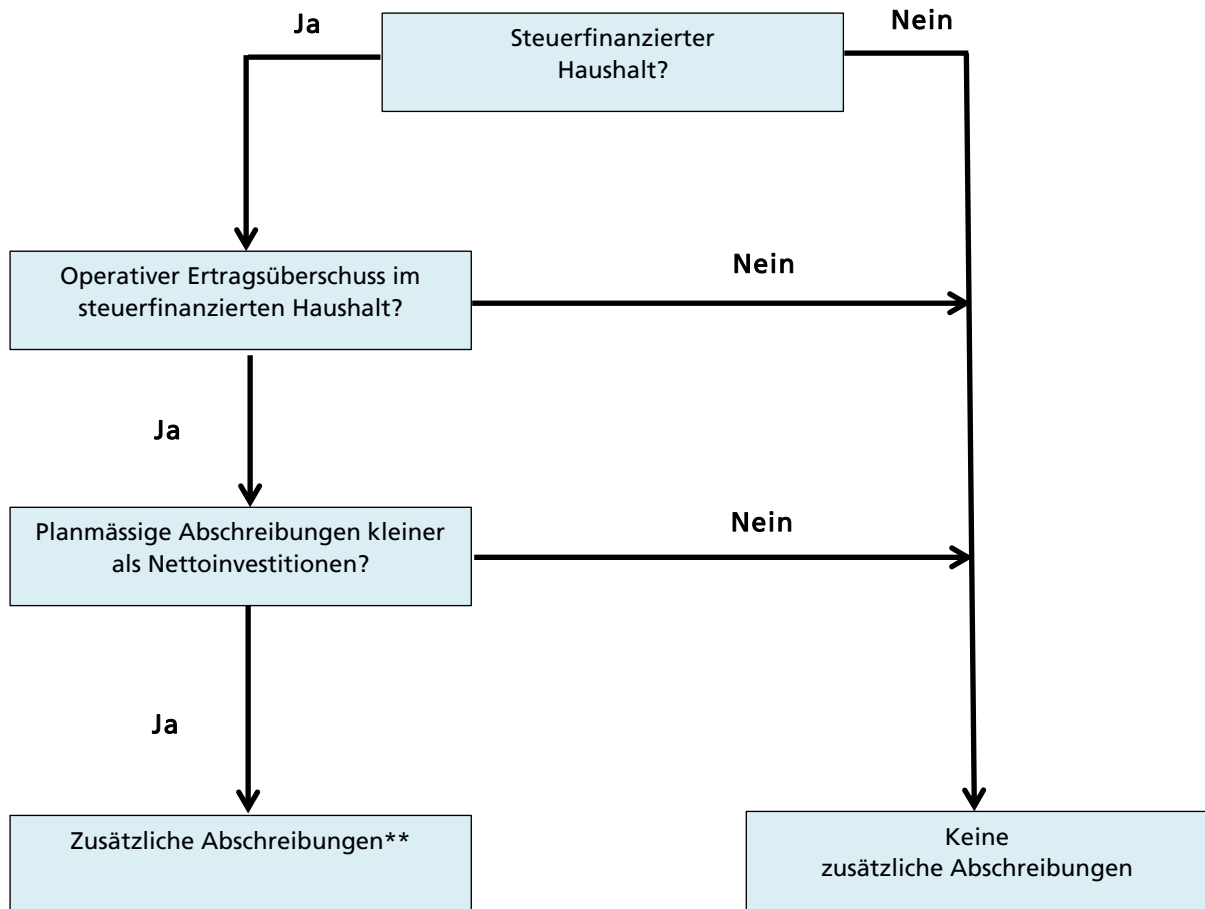 Ja
Steuerfinanzierter
Haushalt?
Nein
Operativer Ertragsüberschuss im
steuerfinanzierten Haushalt?
Nein
Ja
Planmässige Abschreibungen kleiner
als Nettoinvestitionen?
Nein
Ja
Zusätzliche Abschreibungen**
Keine
zusätzliche Abschreibungen